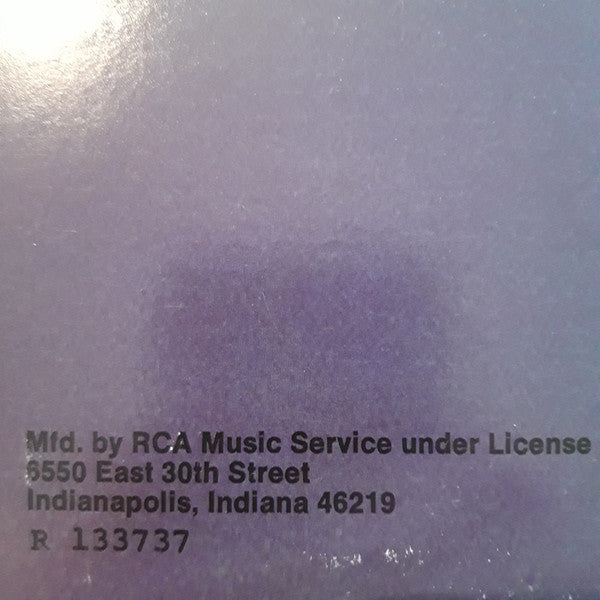 Mfd. by RCA Music Service under License
6550 East 30th Street
Indianapolis, Indiana 46219
R 133737